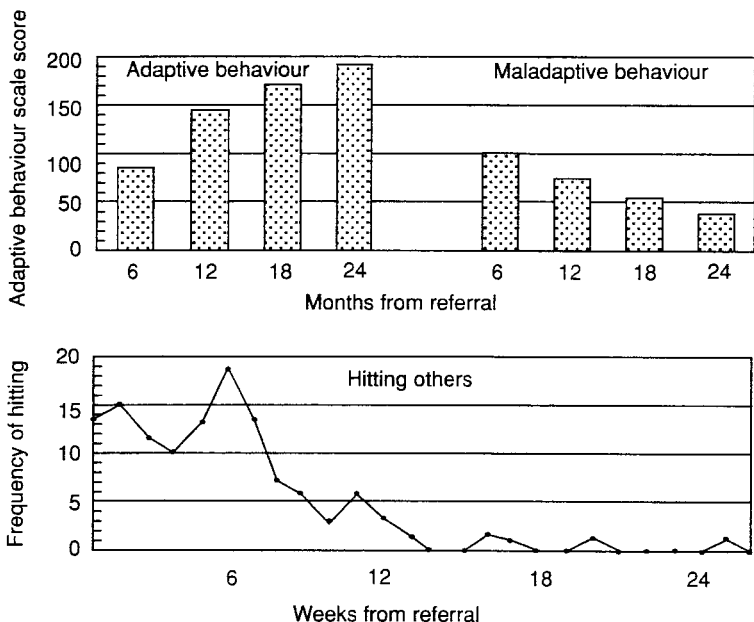 Adaptive behaviour scale score
200
150
100
50
0
Adaptive behaviour
Maladaptive behaviour
6 12 18 24 6 12 18 24
Months from referral
Frequency of hitting
20
15
10
5
0
Hitting others
6 12 18 24
Weeks from referral